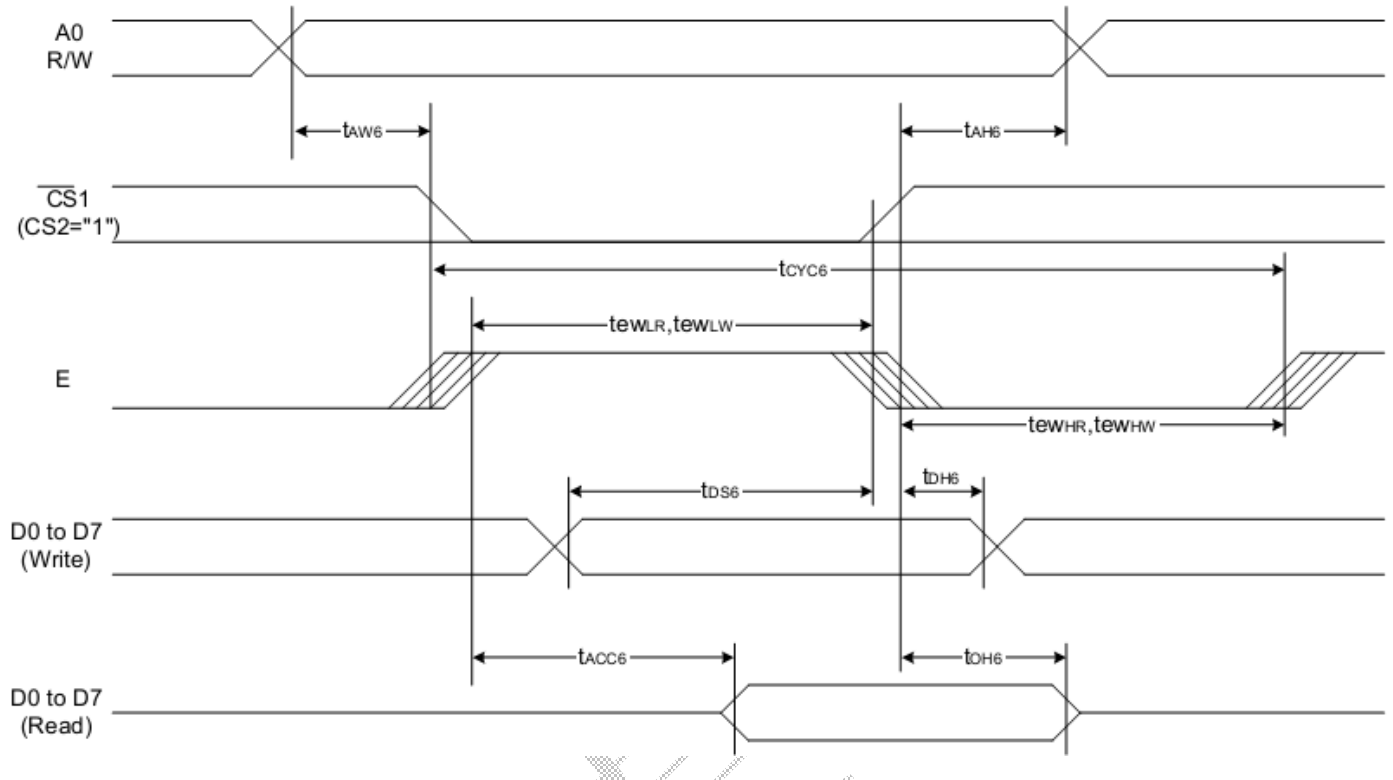 A0
R/W
tAW6
tAH6
CS1
(CS2="1")
tCYC6
tewLR,tewLW
E
tewHR,tewHW
tDS6
tDH6
D0 to D7
(Write)
tACC6
tOH6
D0 to D7
(Read)